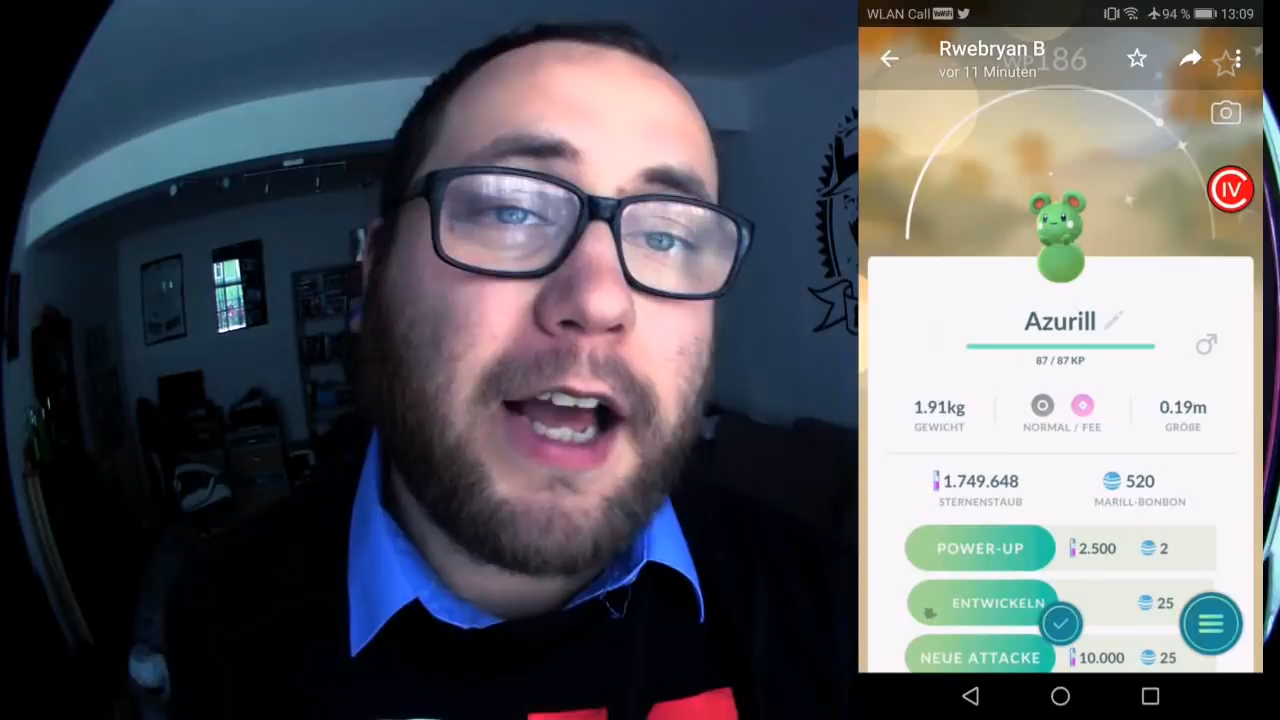 WLAN Call VoWiFi 94 % 13:09
Rwebryan B
WP186
vor 11 Minuten
IV
Azurill
87 / 87 KP
1.91kg 0.19m
GEWICHT NORMAL / FEE GRÖßE
1.749.648 520
STERNENSTAUB MARILL-BONBON
POWER-UP 2.500 2
ENTWICKELN 25
NEUE ATTACKE 10.000 25